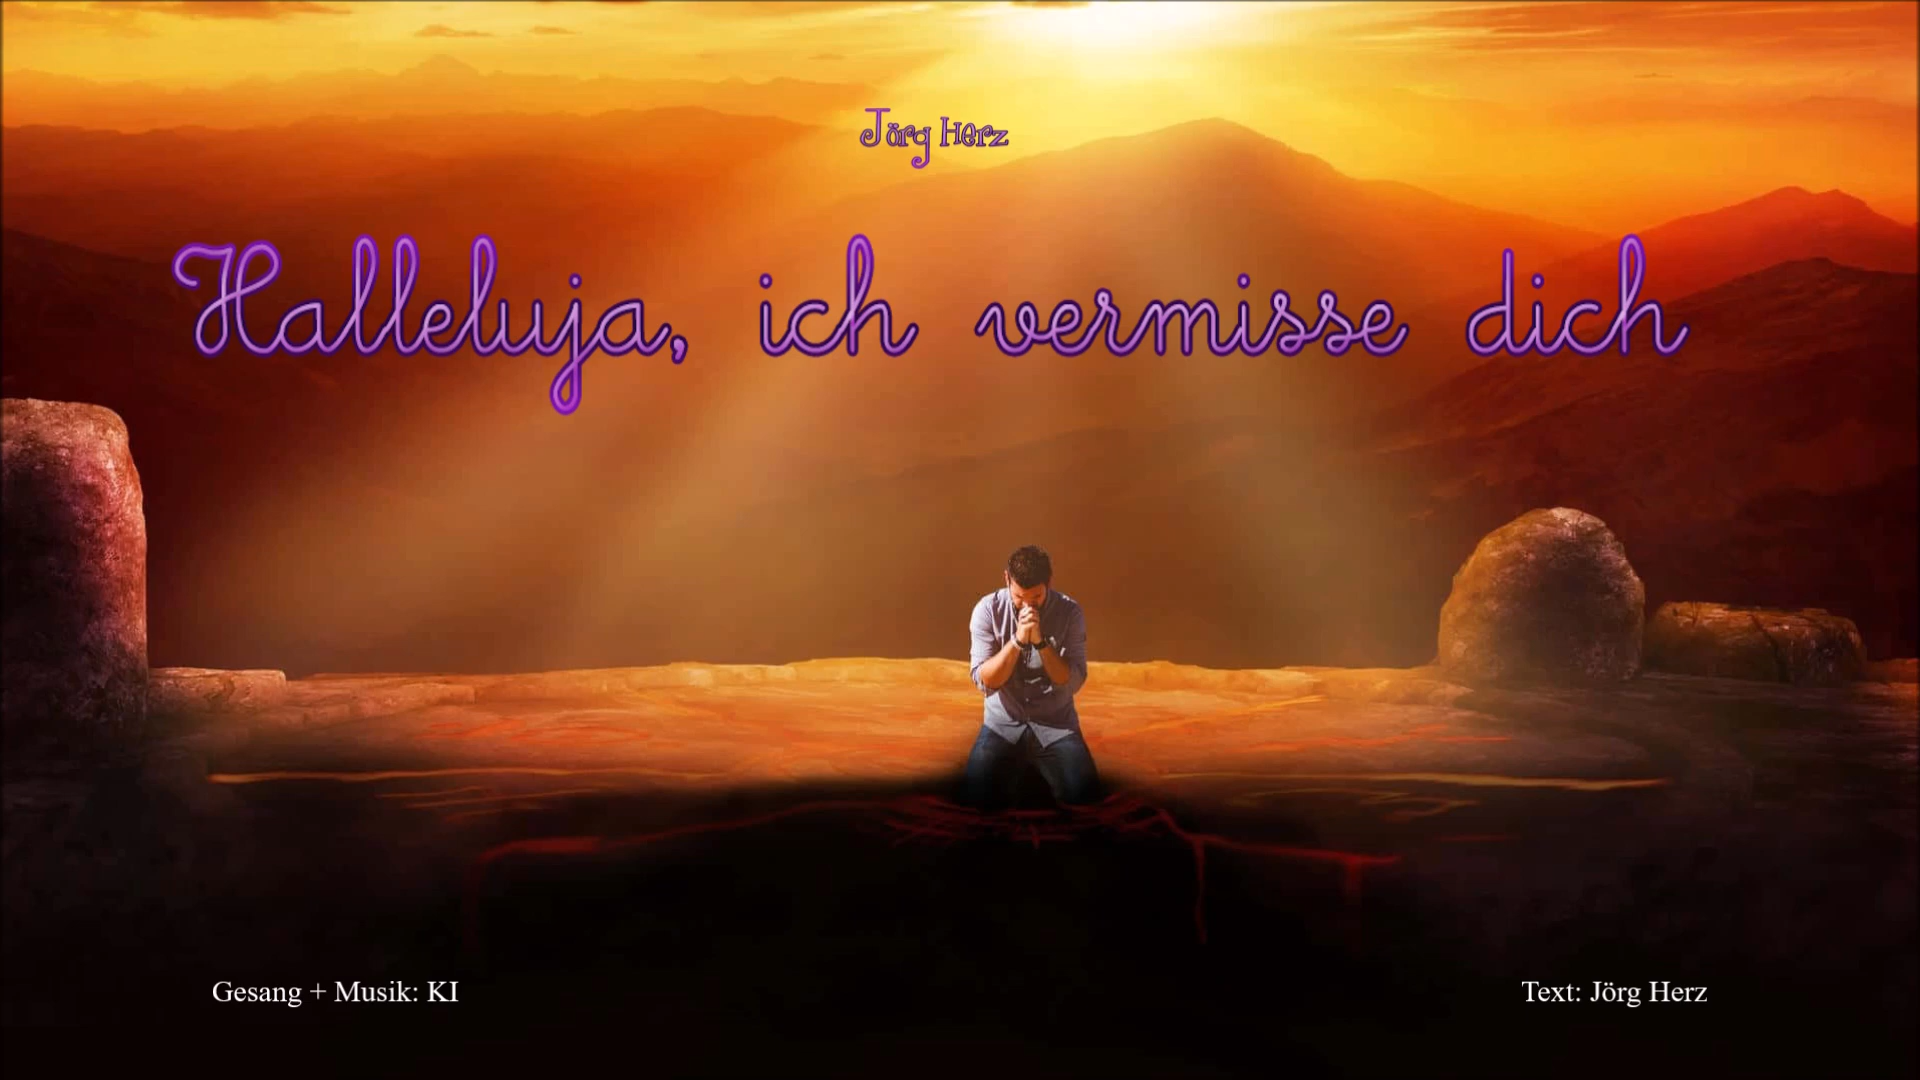 Jörg Herz
Halleluja, ich vermisse dich
Gesang + Musik: KI
Text: Jörg Herz